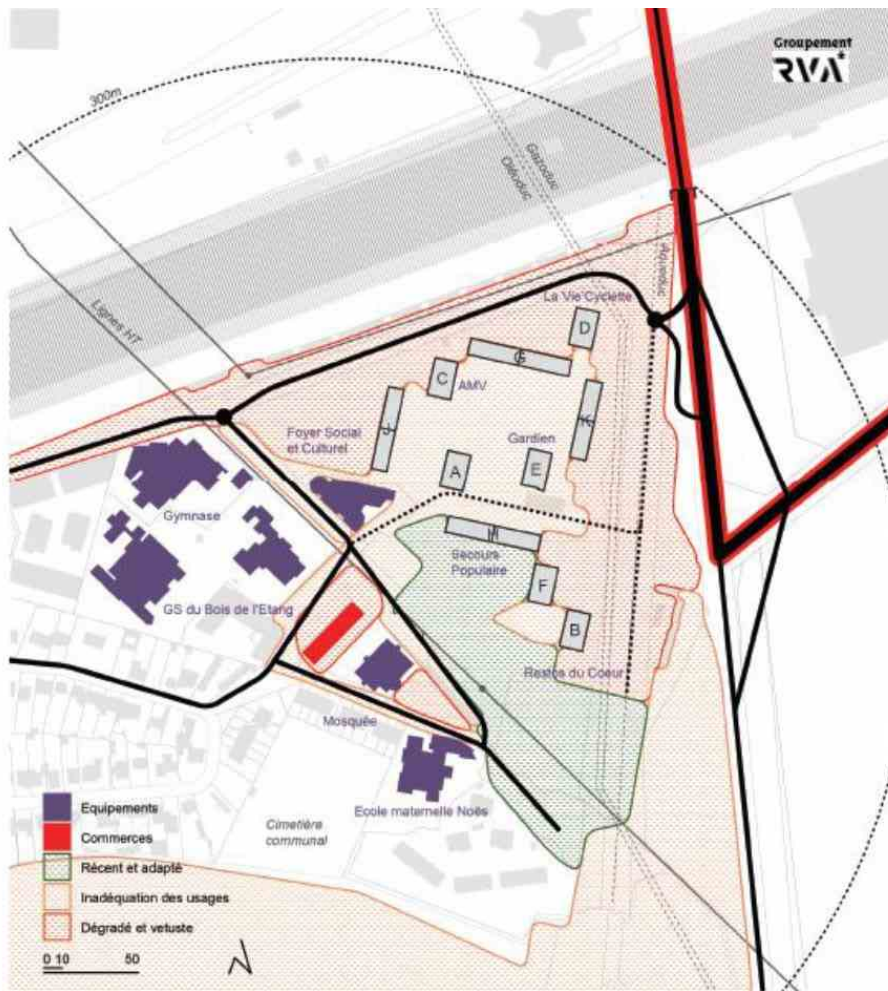 Groupement
RVA*
300m
Gazoduc
Oléoduc
Aqueduc
Lignes HT
La Vie Cyclette
D
G
C
AMV
K
J
Foyer Social
et Culturel
Gardien
A
E
Gymnase
H
Secours
Populaire
F
GS du Bois de l'Etang
B
Restos du Coeur
Mosquée
Ecole maternelle Noës
Cimetière
communal
Equipements
Commerces
Récent et adapté
Inadéquation des usages
Dégradé et vetuste
0 10 50
N